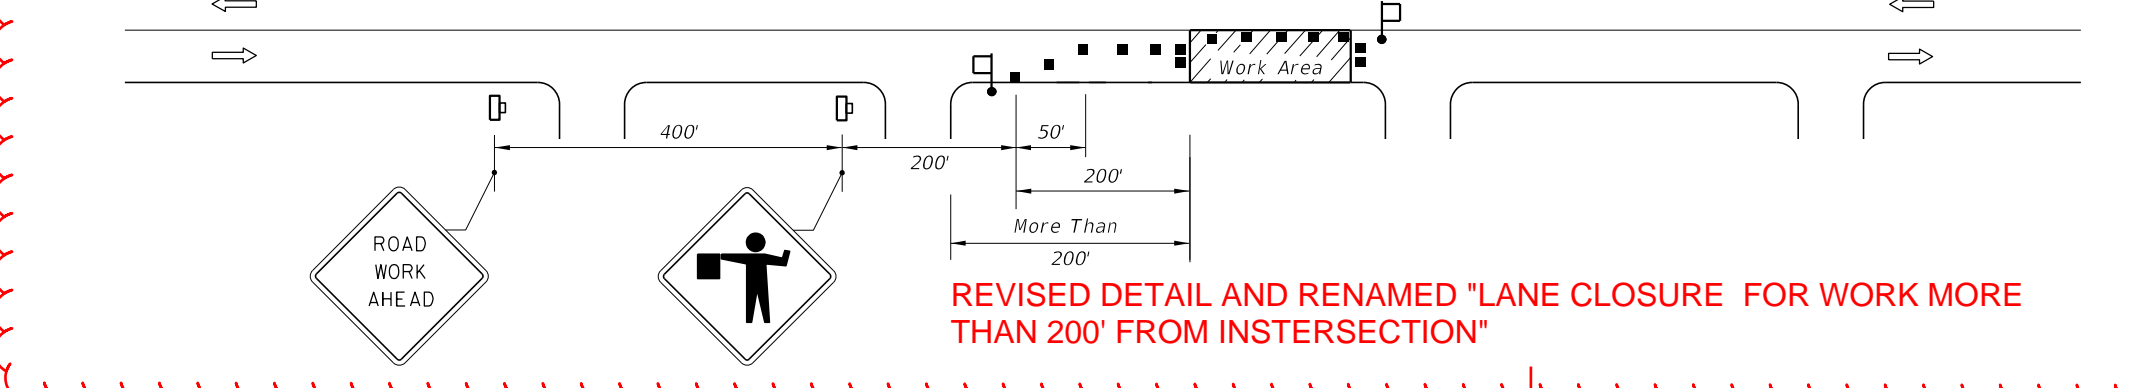 Work Area
400'
50'
200'
200'
More Than
200'
ROAD
WORK
AHEAD
REVISED DETAIL AND RENAMED "LANE CLOSURE FOR WORK MORE
THAN 200' FROM INSTERSECTION"